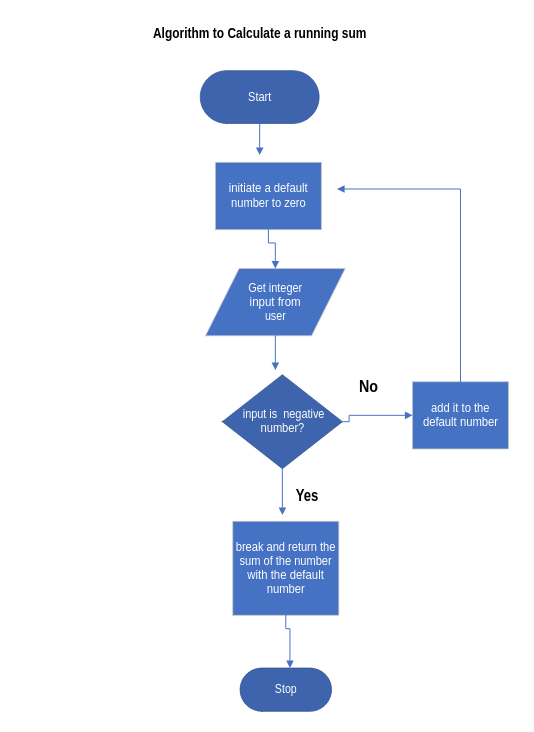 Algorithm to Calculate a running sum
Start
initiate a default
number to zero
Get integer
input from
user
No
input is  negative
number?
add it to the
default number
Yes
break and return the
sum of the number
with the default
number
Stop